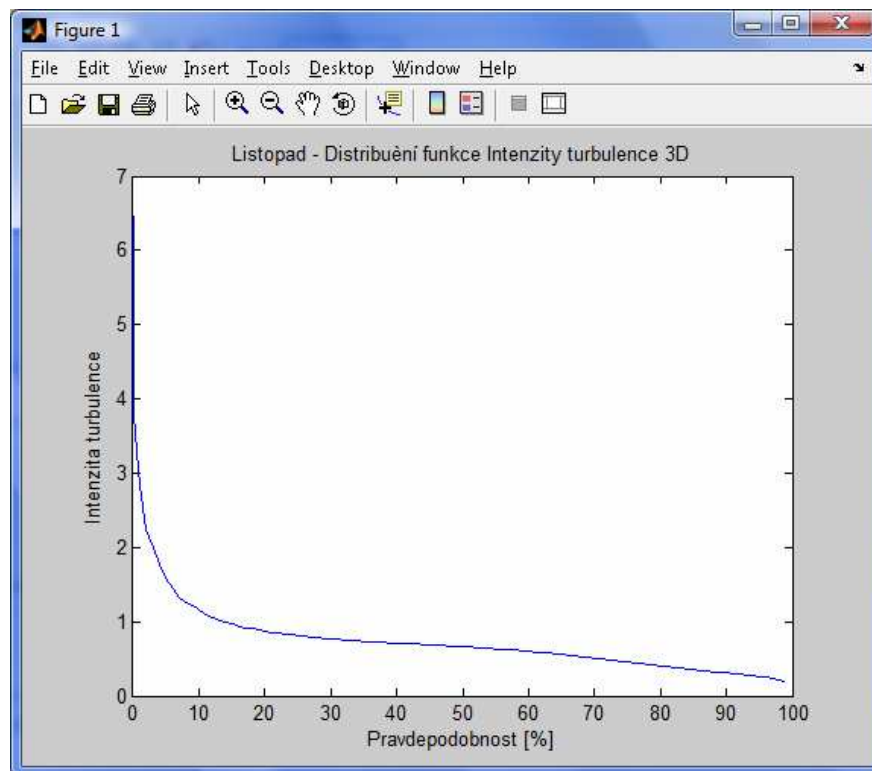 Figure 1
File Edit View Insert Tools Desktop Window Help
Listopad - Distribuèní funkce Intenzity turbulence 3D
7
6
5
4
3
2
1
0
Intenzita turbulence
0 10 20 30 40 50 60 70 80 90 100
Pravdepodobnost [%]